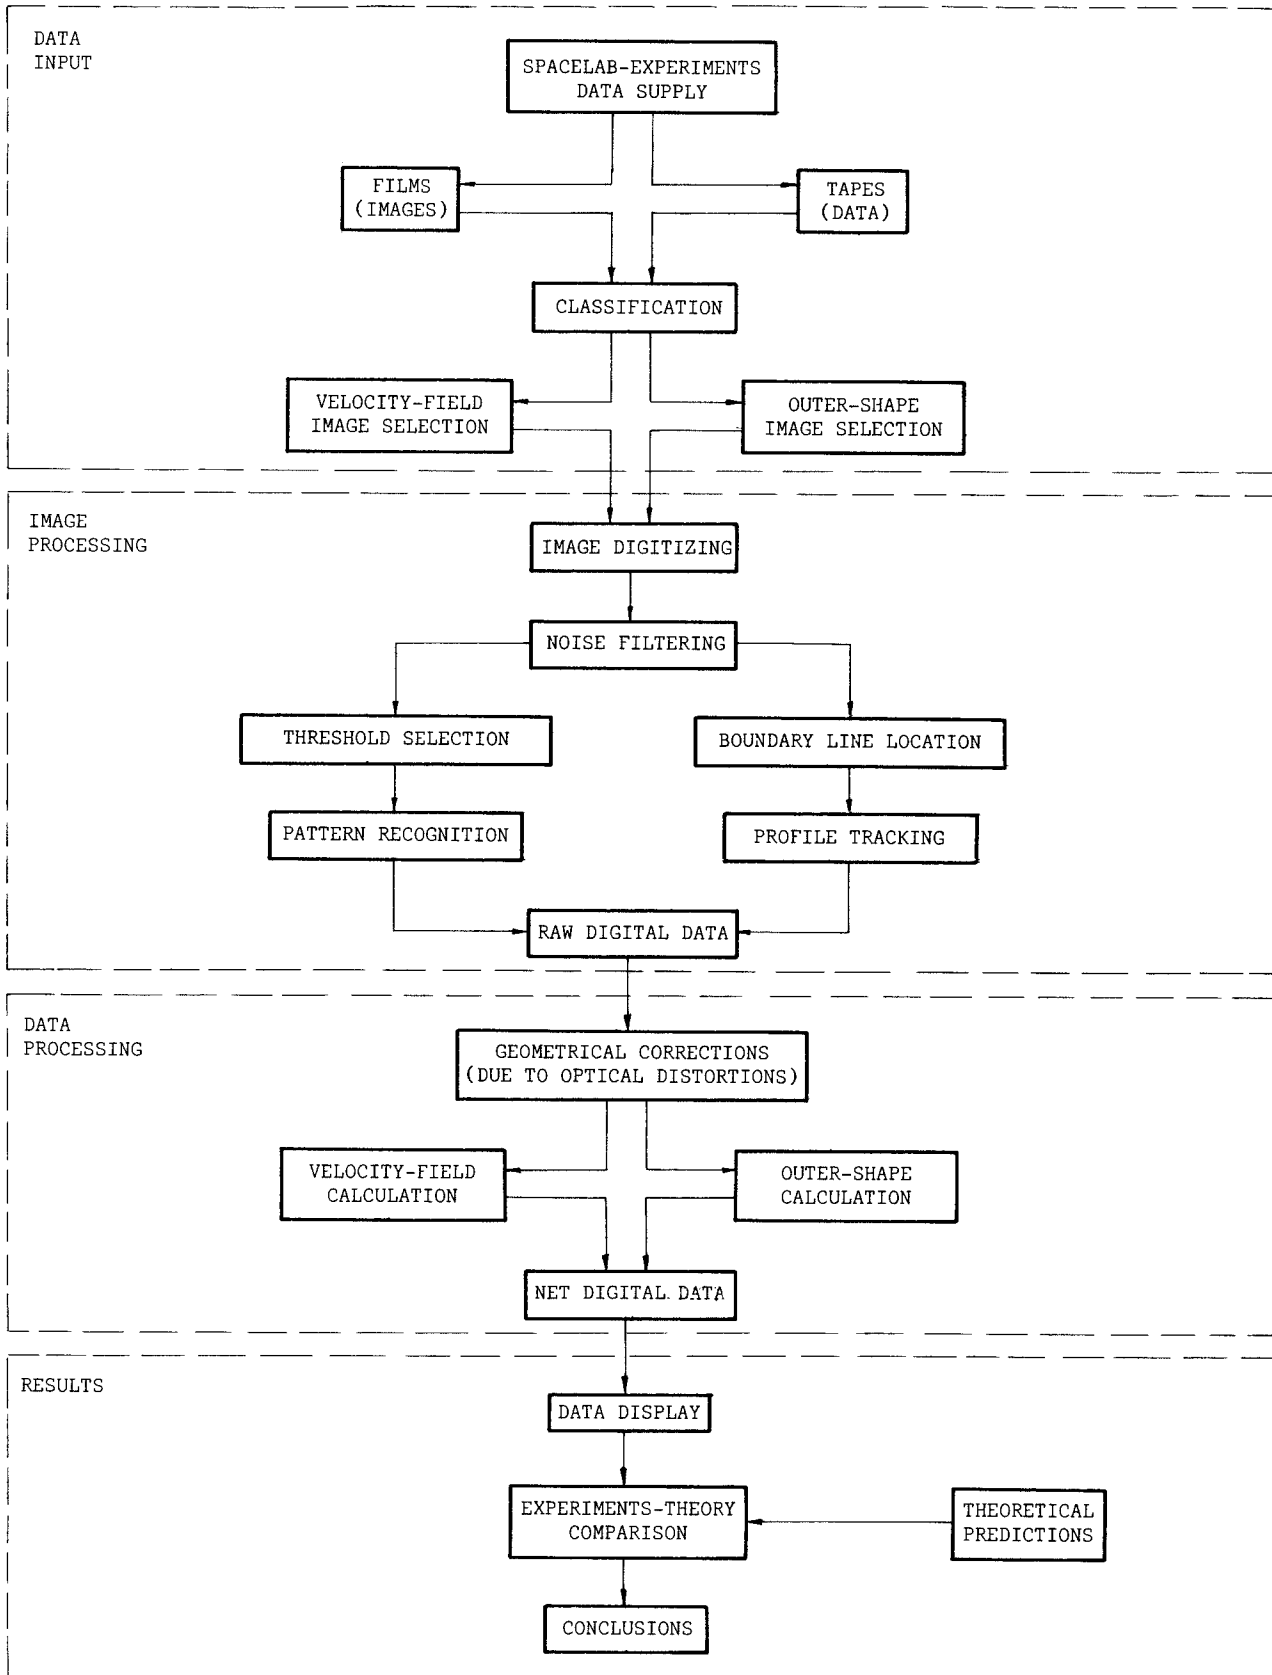 DATA
INPUT
SPACELAB-EXPERIMENTS
DATA SUPPLY
FILMS
(IMAGES)
TAPES
(DATA)
CLASSIFICATION
VELOCITY-FIELD
IMAGE SELECTION
OUTER-SHAPE
IMAGE SELECTION
IMAGE
PROCESSING
IMAGE DIGITIZING
NOISE FILTERING
THRESHOLD SELECTION
BOUNDARY LINE LOCATION
PATTERN RECOGNITION
PROFILE TRACKING
RAW DIGITAL DATA
DATA
PROCESSING
GEOMETRICAL CORRECTIONS
(DUE TO OPTICAL DISTORTIONS)
VELOCITY-FIELD
CALCULATION
OUTER-SHAPE
CALCULATION
NET DIGITAL DATA
RESULTS
DATA DISPLAY
EXPERIMENTS-THEORY
COMPARISON
THEORETICAL
PREDICTIONS
CONCLUSIONS